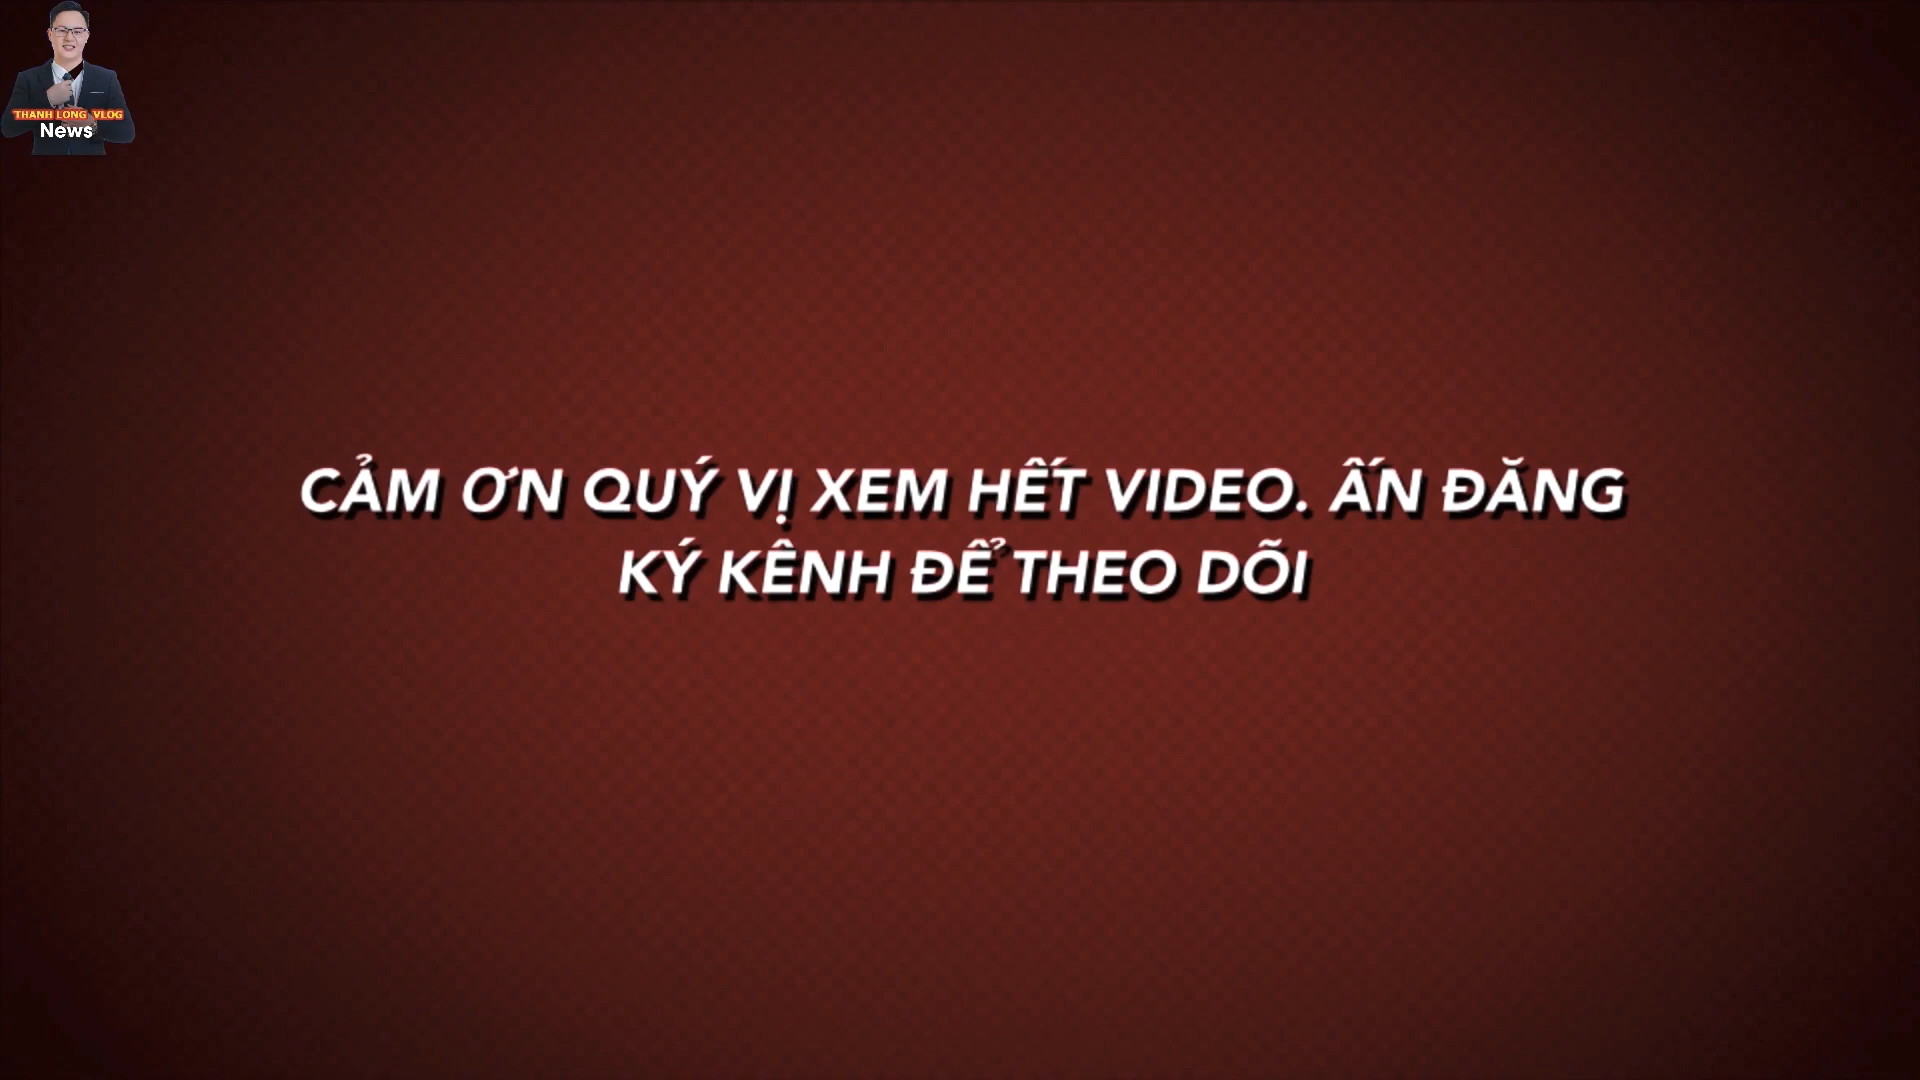 THANH LONG VLOG
News
CẢM ƠN QUÝ VỊ XEM HẾT VIDEO. ẤN ĐĂNG
KÝ KÊNH ĐỂ THEO DÕI